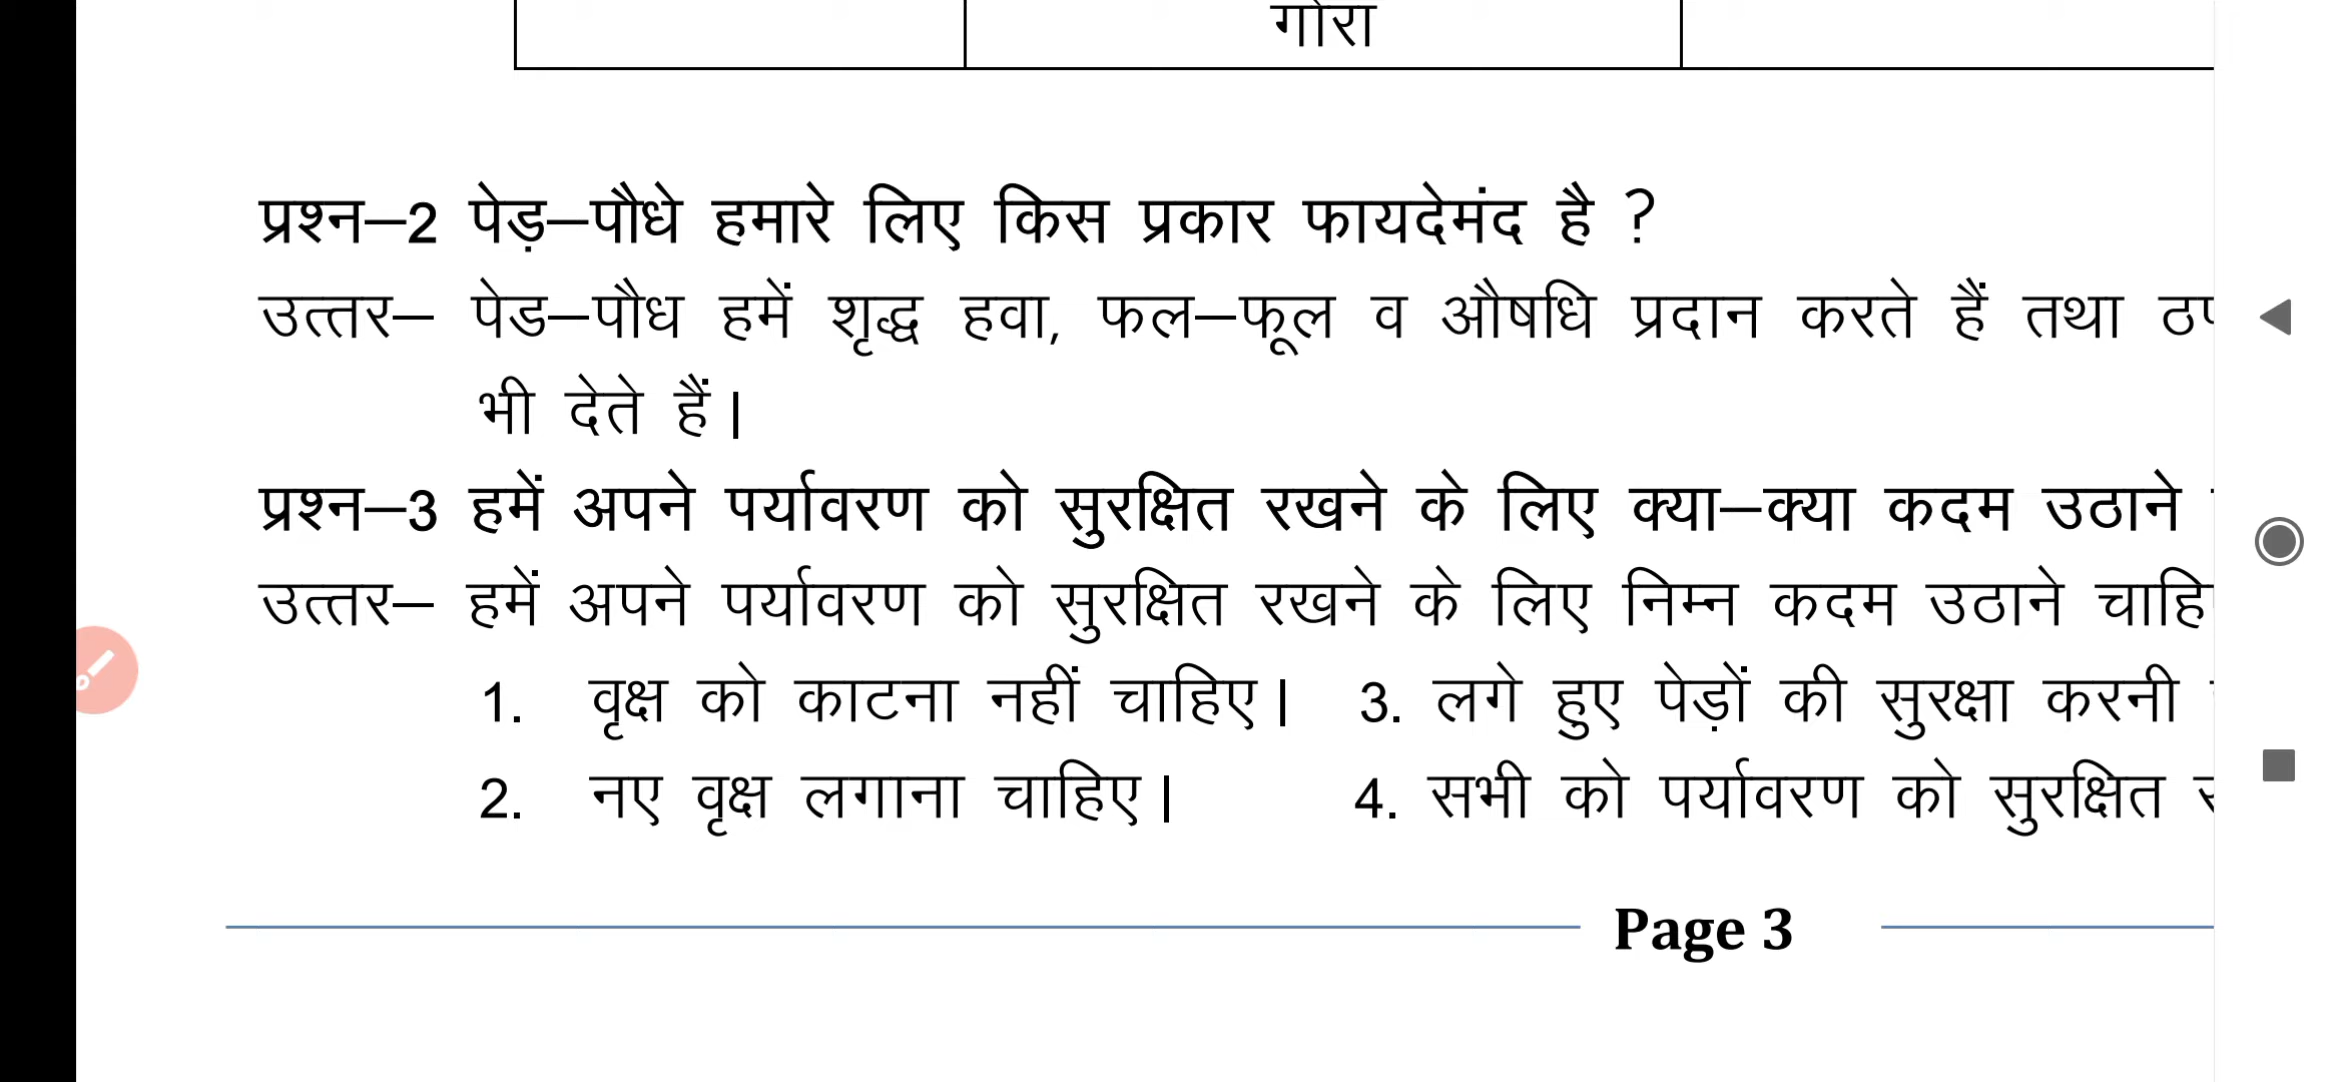 गोरा
प्रश्न–2 पेड़–पौधे हमारे लिए किस प्रकार फायदेमंद है ?
उत्तर– पेड–पौध हमें शृद्ध हवा, फल–फूल व औषधि प्रदान करते हैं तथा
भी देते हैं।
प्रश्न–3 हमें अपने पर्यावरण को सुरक्षित रखने के लिए क्या–क्या कदम उठाने
उत्तर– हमें अपने पर्यावरण को सुरक्षित रखने के लिए निम्न कदम उठाने
1. वृक्ष को काटना नहीं चाहिए। 3. लगे हुए पेड़ों की सुरक्षा करनी
2. नए वृक्ष लगाना चाहिए। 4. सभी को पर्यावरण को सुरक्षित
Page 3